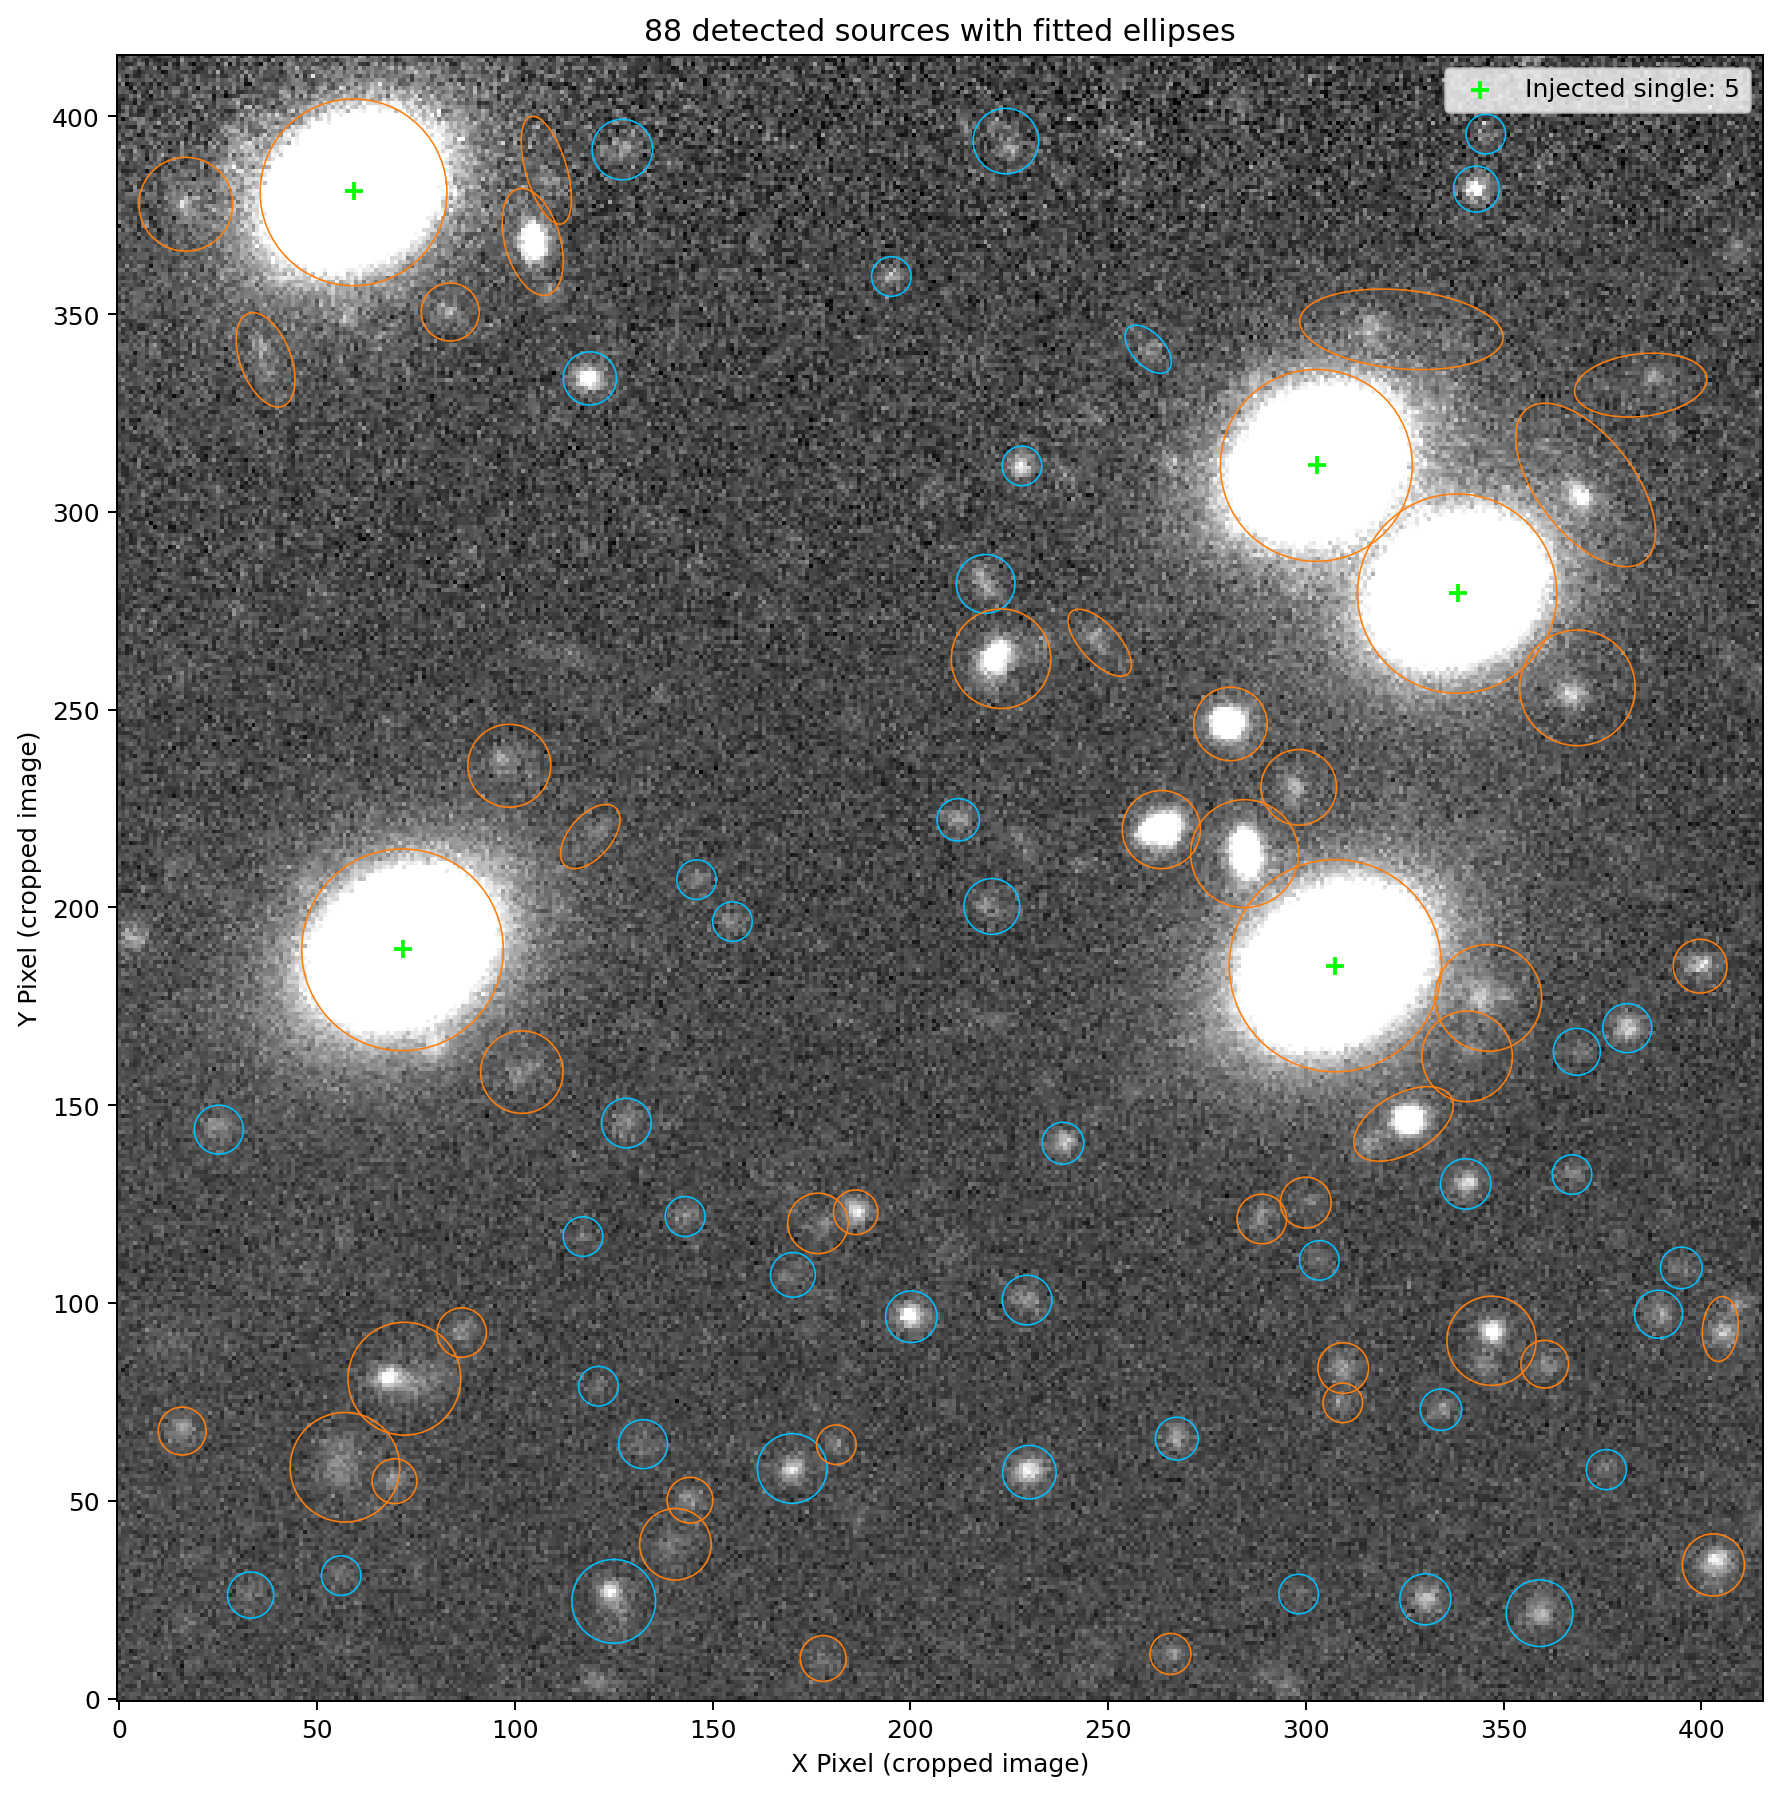 88 detected sources with fitted ellipses
Injected single: 5
Y Pixel (cropped image)
400
350
300
250
200
150
100
50
0
0 50 100 150 200 250 300 350 400
X Pixel (cropped image)